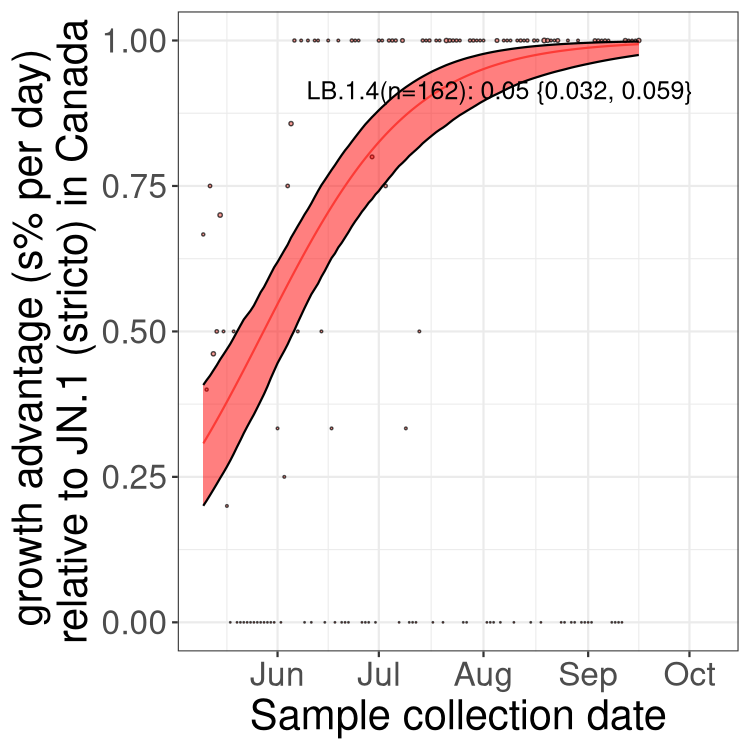 growth advantage (s% per day)
relative to JN.1 (stricto) in Canada
1.00
0.75
0.50
0.25
0.00
LB.1.4(n=162): 0.05 {0.032, 0.059}
Jun Jul Aug Sep Oct
Sample collection date